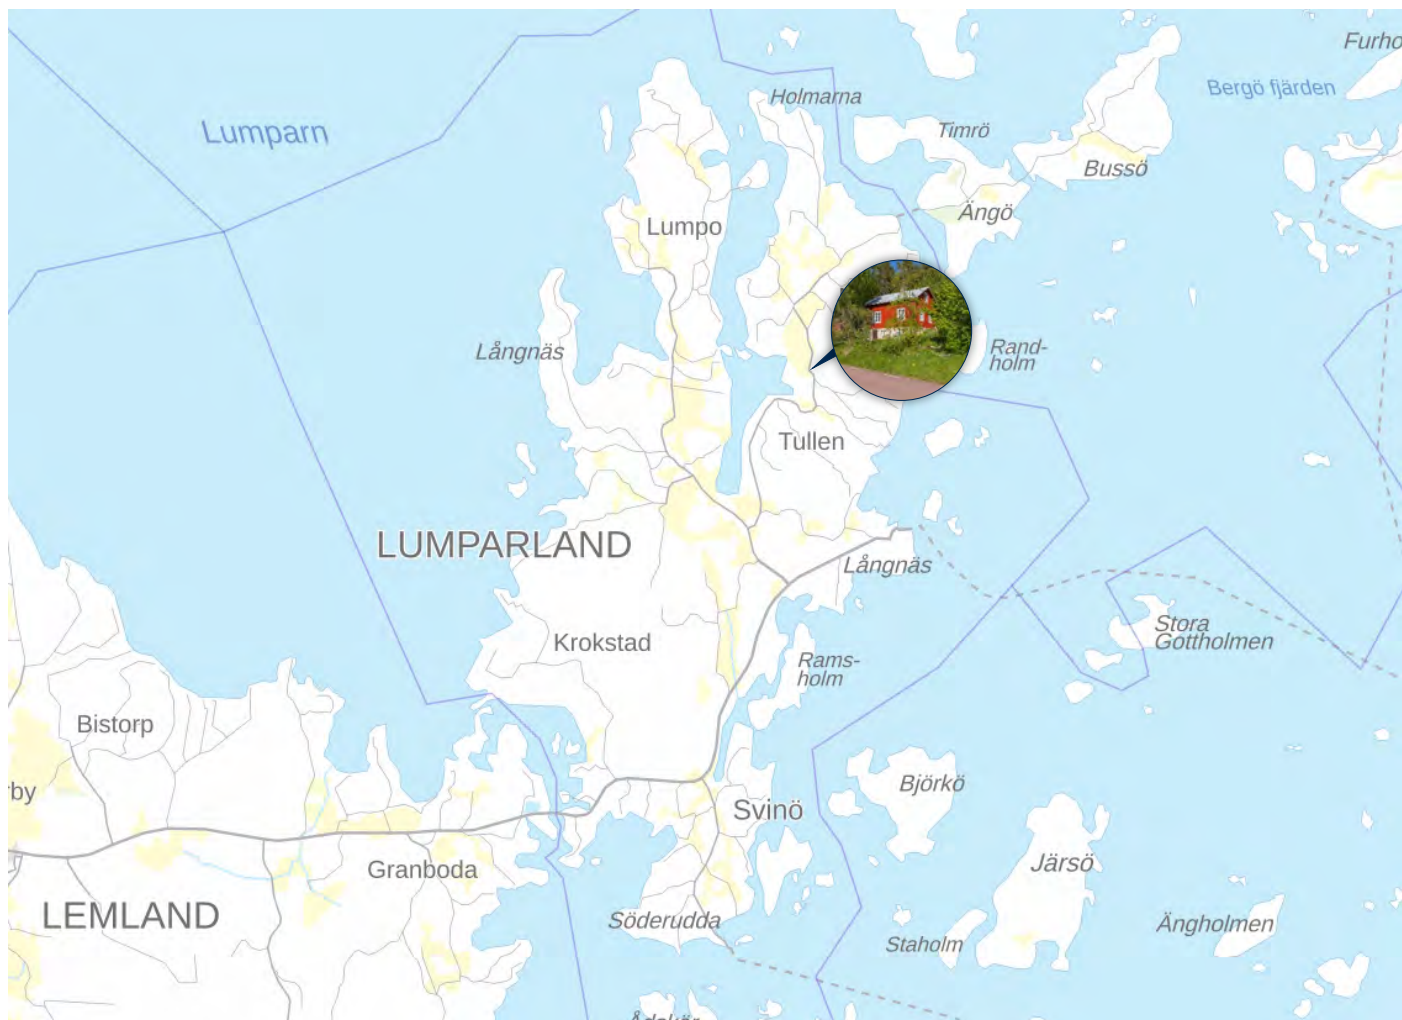 Furho
Bergö fjärden
Holmarna
Lumparn
Timrö
Bussö
Ängö
Lumpo
Långnäs
Rand-
holm
Tullen
LUMPARLAND
Långnäs
Stora
Gottholmen
Krokstad
Rams-
holm
Bistorp
rby
Björkö
Svinö
Järsö
Granboda
LEMLAND
Söderudda
Ängholmen
Staholm